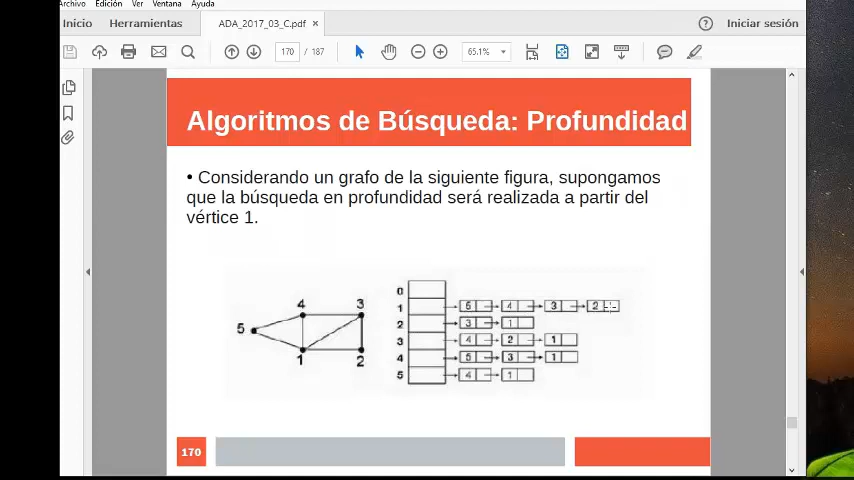 Archivo Edición Ver Ventana Ayuda
Inicio Herramientas ADA_2017_03_C.pdf × ? Iniciar sesión
170 / 187 65.1%
Algoritmos de Búsqueda: Profundidad
• Considerando un grafo de la siguiente figura, supongamos
que la búsqueda en profundidad será realizada a partir del
vértice 1.
4 3
5
1 2
0
1 5 4 3 2
2 3 1
3 4 2 1
4 5 3 1
5 4 1
170